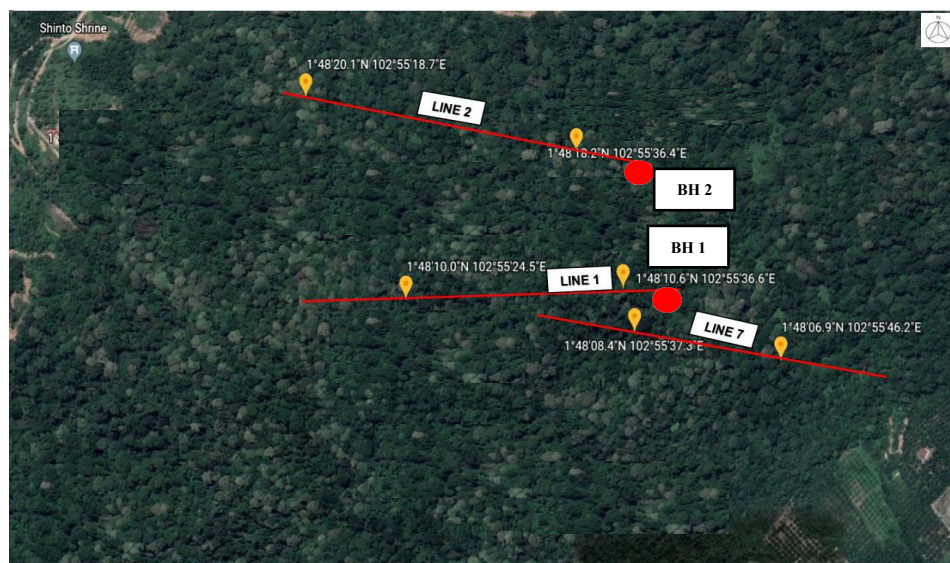 N
Shinto Shrine
1°48'20.1"N 102°55'18.7"E
LINE 2
1°48'18.2"N 102°55'36.4"E
BH 2
BH 1
1°48'10.0"N 102°55'24.5"E
LINE 1
1°48'10.6"N 102°55'36.6"E
LINE 7
1°48'06.9"N 102°55'46.2"E
1°48'08.4"N 102°55'37.3"E